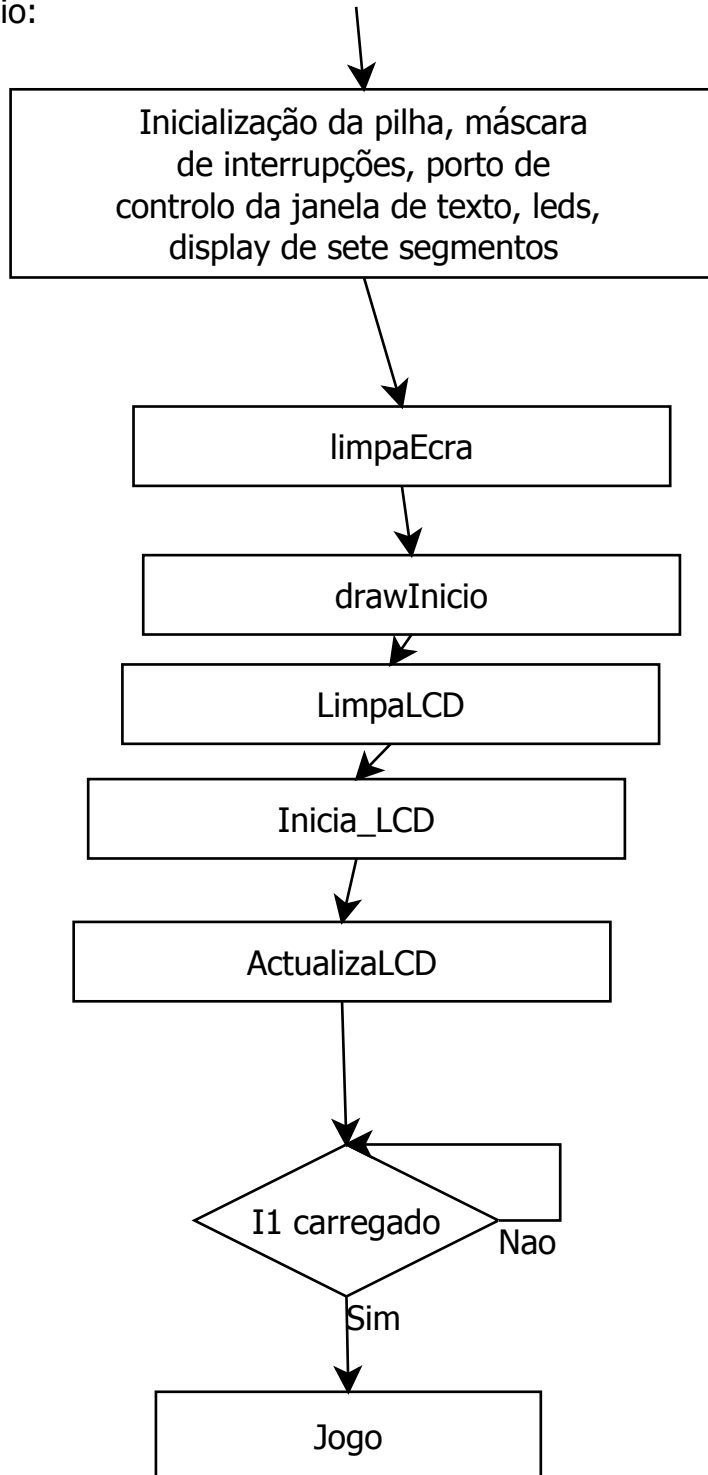 io:
Inicialização da pilha, máscara
de interrupções, porto de
controlo da janela de texto, leds,
display de sete segmentos
limpaEcra
drawInicio
LimpaLCD
Inicia_LCD
ActualizaLCD
I1 carregado
Nao
Sim
Jogo